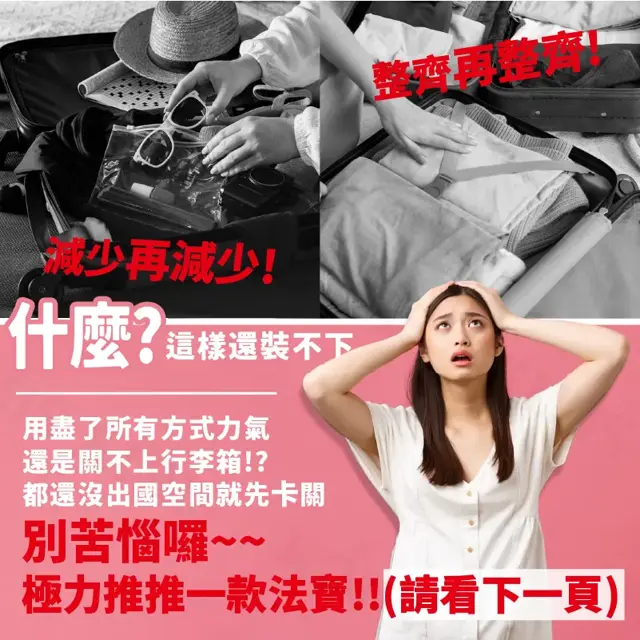 整齊再整齊!
減少再減少!
什麼?這樣還裝不下
用盡了所有方式力氣
還是關不上行李箱!?
都還沒出國空間就先卡關
別苦惱囉~~
極力推推一款法寶!!(請看下一頁)